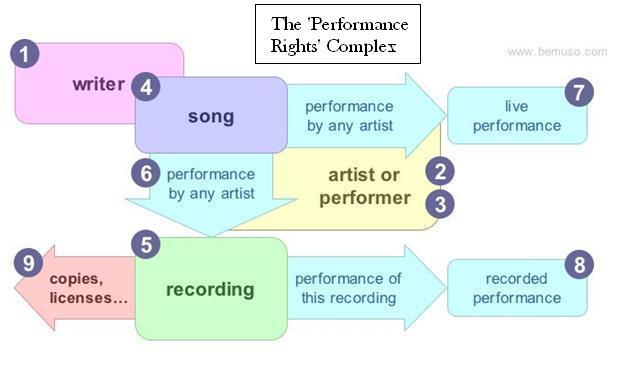 The 'Performance
Rights' Complex
www.bemuso.com
1
writer
4
song
performance
by any artist
7
live
performance
6
performance
by any artist
artist or
performer
2
3
9
copies,
licenses...
5
recording
performance of
this recording
8
recorded
performance